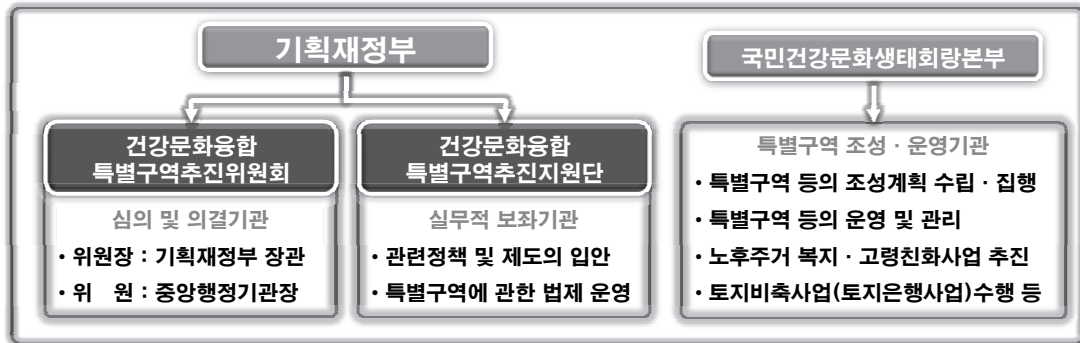 기획재정부
건강문화융합
특별구역추진위원회
심의 및 의결기관
• 위원장 : 기획재정부 장관
• 위 원 : 중앙행정기관장
건강문화융합
특별구역추진지원단
실무적 보좌기관
• 관련정책 및 제도의 입안
• 특별구역에 관한 법제 운영
국민건강문화생태회랑본부
특별구역 조성 · 운영기관
• 특별구역 등의 조성계획 수립 · 집행
• 특별구역 등의 운영 및 관리
• 노후주거 복지 · 고령친화사업 추진
• 토지비축사업(토지은행사업)수행 등